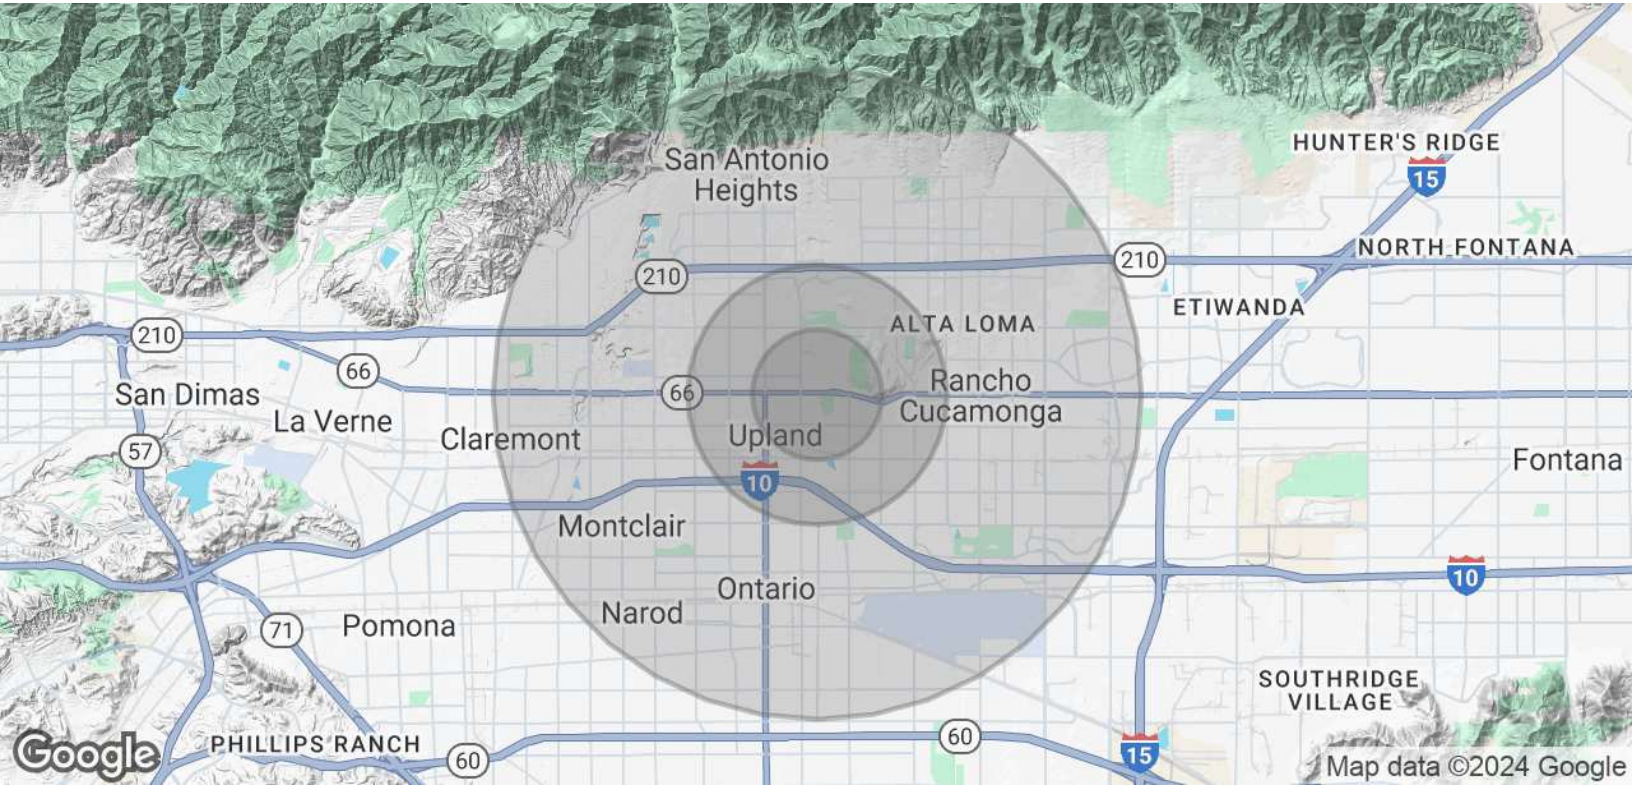 HUNTER'S RIDGE
San Antonio
Heights
15
NORTH FONTANA
210
210
ETIWANDA
210
ALTA LOMA
66
San Dimas
66
Rancho
Cucamonga
La Verne
Claremont
Upland
57
Fontana
10
Montclair
10
Ontario
Narod
71
Pomona
SOUTHRIDGE
VILLAGE
PHILLIPS RANCH
60
60
15
Google
Map data ©2024 Google